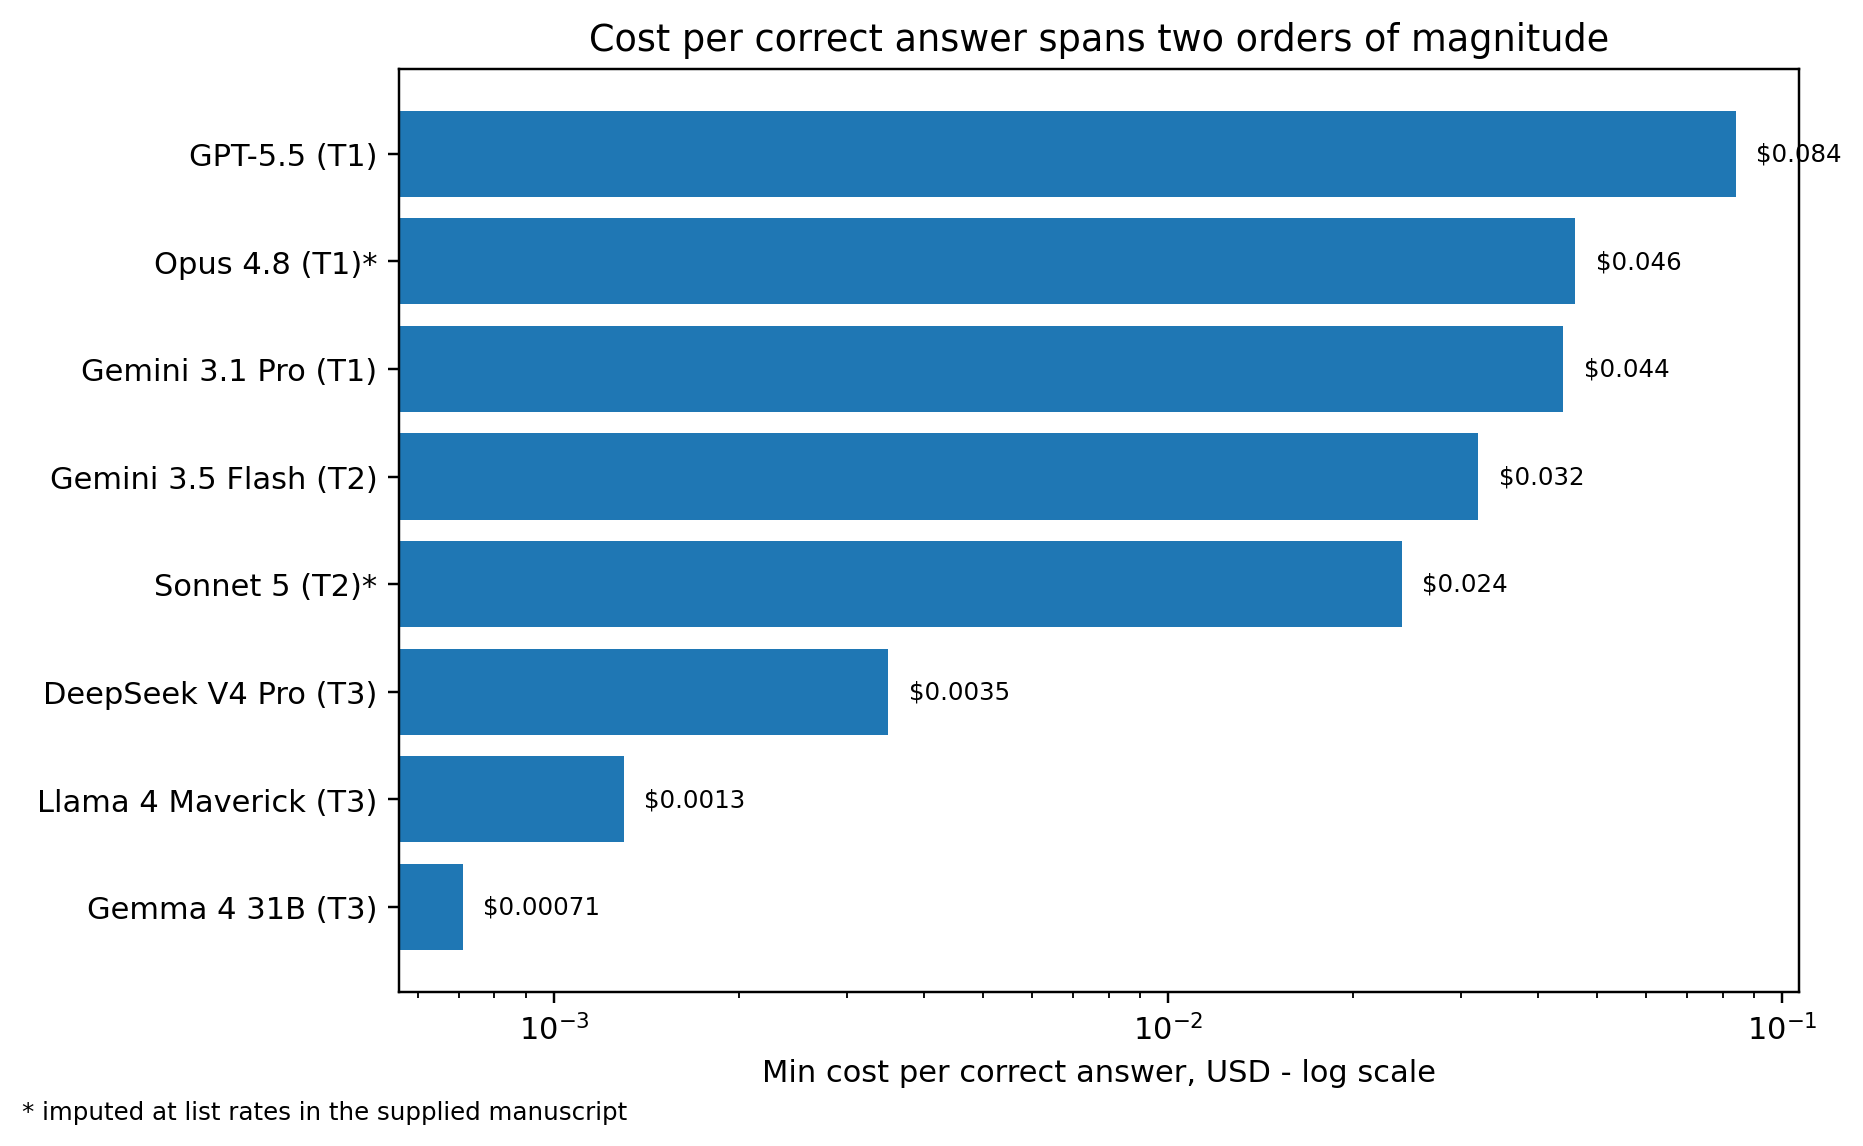 Cost per correct answer spans two orders of magnitude
GPT-5.5 (T1) $0.084
Opus 4.8 (T1)* $0.046
Gemini 3.1 Pro (T1) $0.044
Gemini 3.5 Flash (T2) $0.032
Sonnet 5 (T2)* $0.024
DeepSeek V4 Pro (T3) $0.0035
Llama 4 Maverick (T3) $0.0013
Gemma 4 31B (T3) $0.00071
10⁻³ 10⁻² 10⁻¹
Min cost per correct answer, USD - log scale
* imputed at list rates in the supplied manuscript